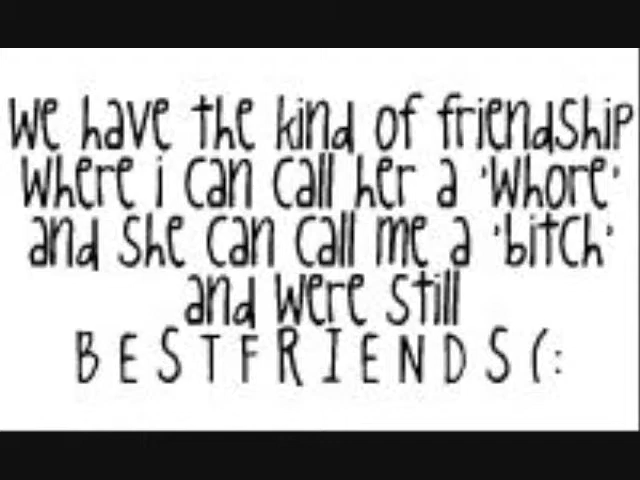 We have the kind of friendship
Where i can call her a 'Whore'
and She can call me a 'bitch'
and were still
B E S T F R I E N D S (: